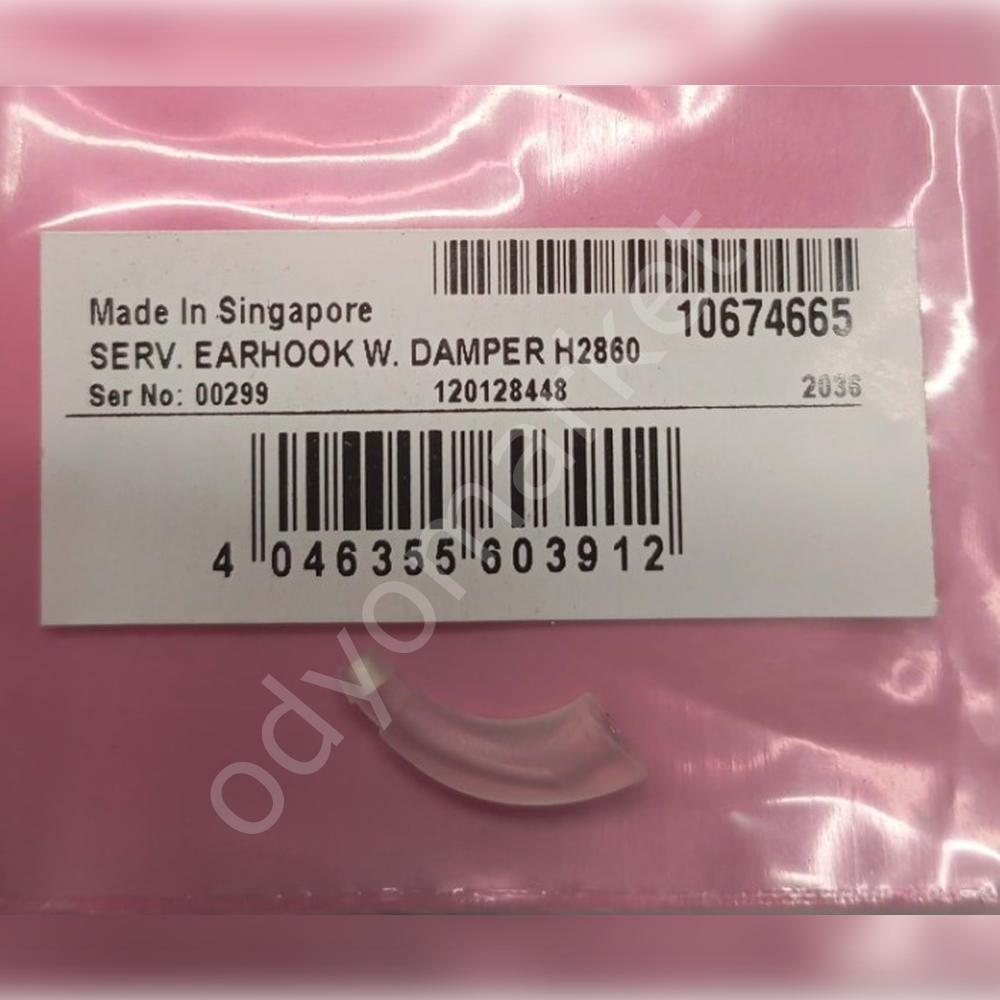 Made In Singapore
10674665
SERV. EARHOOK W. DAMPER H2860
Ser No: 00299 120128448 2036
4 046355 603912
odyomarket